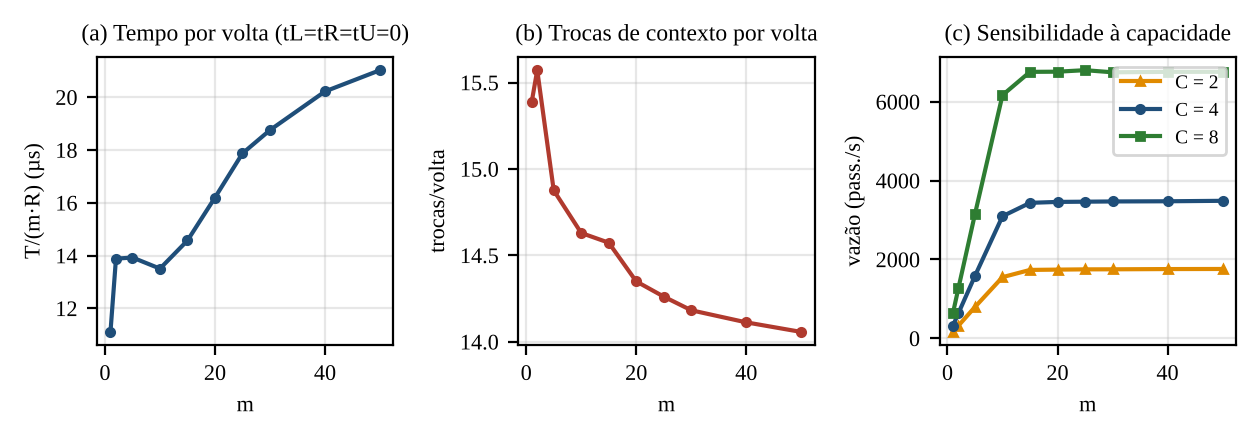 (a) Tempo por volta (tL=tR=tU=0)
T/(m·R) (µs)
20
18
16
14
12
0
20
40
m
(b) Trocas de contexto por volta
trocas/volta
15.5
15.0
14.5
14.0
0
20
40
m
(c) Sensibilidade à capacidade
vazão (pass./s)
6000
4000
2000
0
C = 2
C = 4
C = 8
0
20
40
m